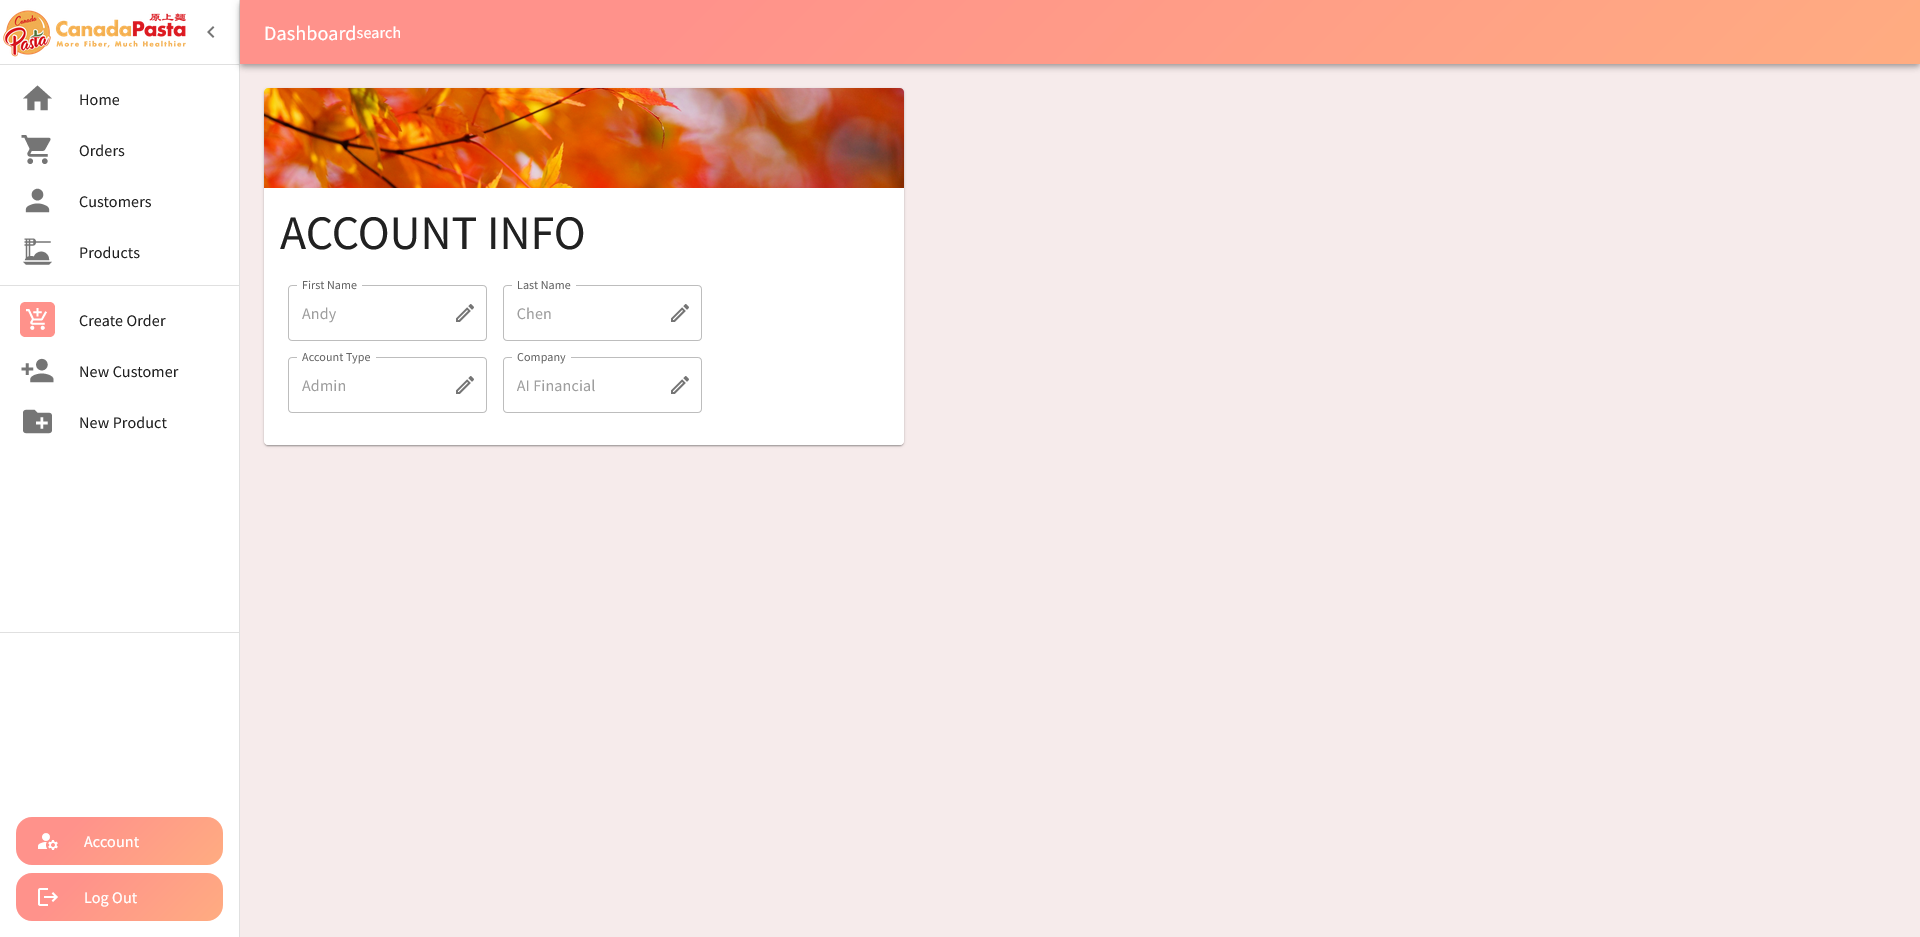 Canada
Pasta
原上麵
CanadaPasta
More Fiber, Much Healthier
Dashboardsearch
Home
Orders
Customers
Products
Create Order
New Customer
New Product
Account
Log Out
ACCOUNT INFO
First Name
Andy
Last Name
Chen
Account Type
Admin
Company
AI Financial